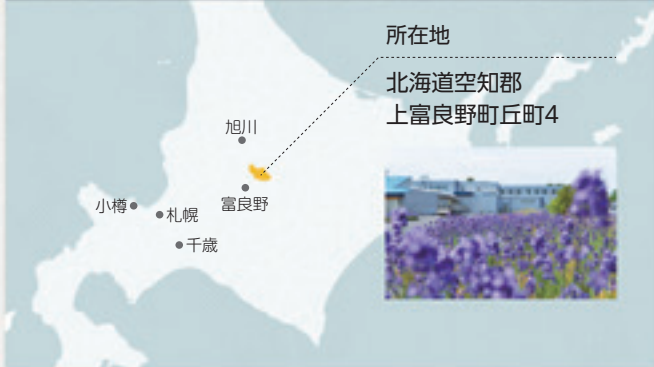 所在地
北海道空知郡
上富良野町丘町4
旭川
富良野
小樽
札幌
千歳